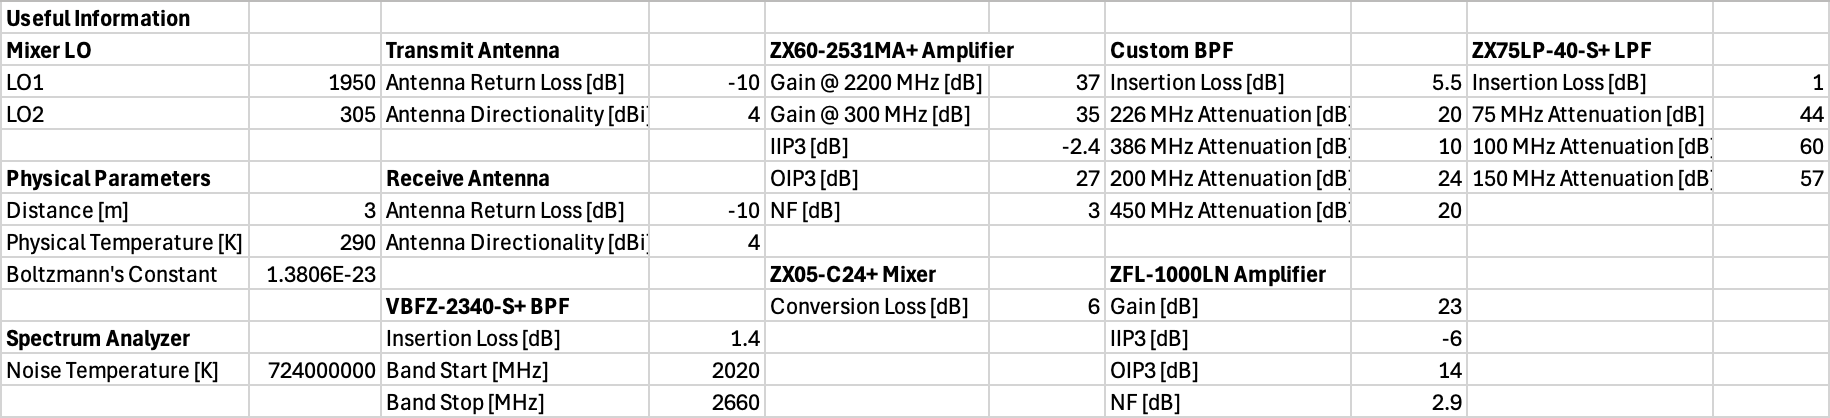 Useful Information
Mixer LO Transmit Antenna ZX60-2531MA+ Amplifier Custom BPF ZX75LP-40-S+ LPF
LO1 1950 Antenna Return Loss [dB] -10 Gain @ 2200 MHz [dB] 37 Insertion Loss [dB] 5.5 Insertion Loss [dB] 1
LO2 305 Antenna Directionality [dBi] 4 Gain @ 300 MHz [dB] 35 226 MHz Attenuation [dB] 20 75 MHz Attenuation [dB] 44
IIP3 [dB] -2.4 386 MHz Attenuation [dB] 10 100 MHz Attenuation [dB] 60
Physical Parameters Receive Antenna OIP3 [dB] 27 200 MHz Attenuation [dB] 24 150 MHz Attenuation [dB] 57
Distance [m] 3 Antenna Return Loss [dB] -10 NF [dB] 3 450 MHz Attenuation [dB] 20
Physical Temperature [K] 290 Antenna Directionality [dBi] 4
Boltzmann's Constant 1.3806E-23 ZX05-C24+ Mixer ZFL-1000LN Amplifier
VBFZ-2340-S+ BPF Conversion Loss [dB] 6 Gain [dB] 23
Spectrum Analyzer Insertion Loss [dB] 1.4 IIP3 [dB] -6
Noise Temperature [K] 724000000 Band Start [MHz] 2020 OIP3 [dB] 14
Band Stop [MHz] 2660 NF [dB] 2.9